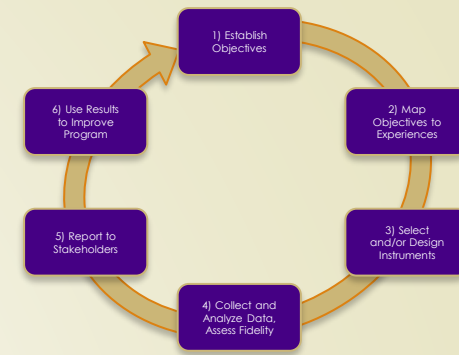 1) Establish
Objectives
2) Map
Objectives to
Experiences
3) Select
and/or Design
Instruments
4) Collect and
Analyze Data,
Assess Fidelity
5) Report to
Stakeholders
6) Use Results
to Improve
Program